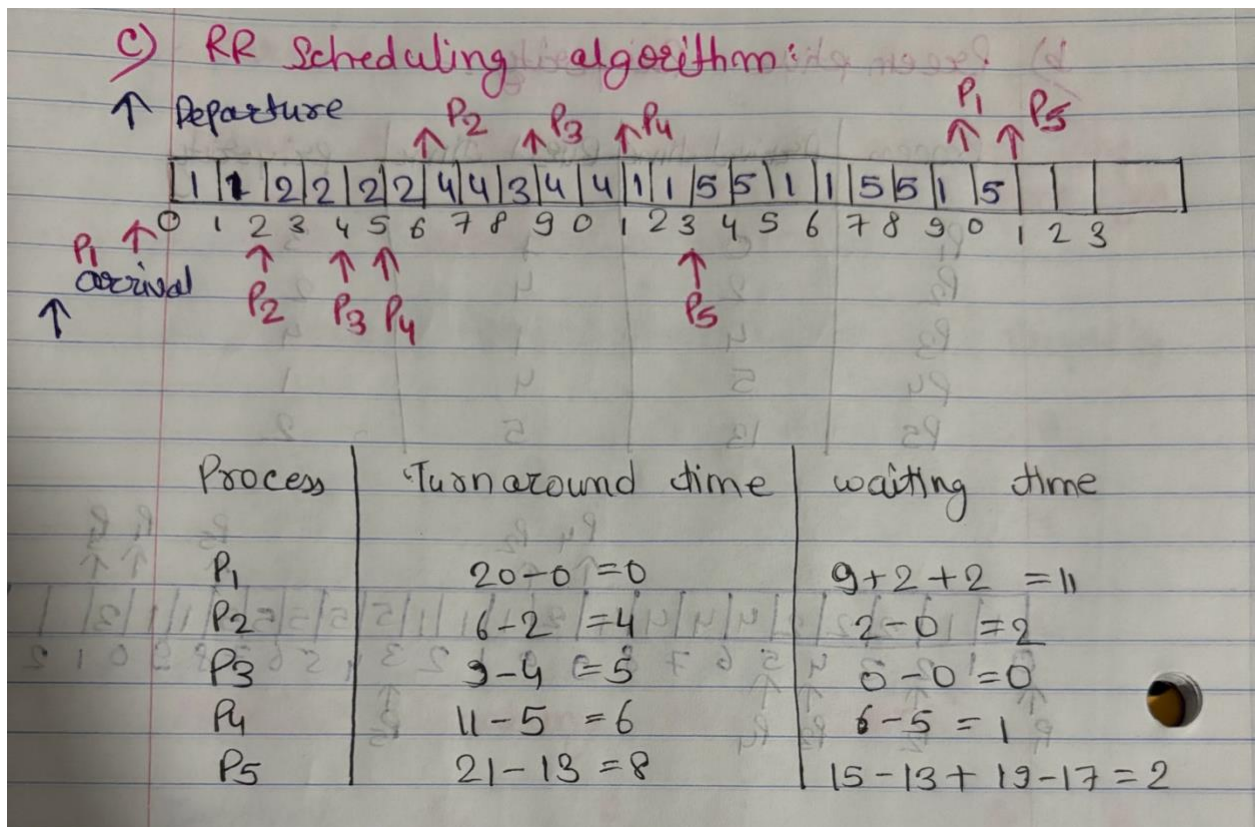 c) RR Scheduling algorithm:
↑ Departure
P2 P3 P4 P1 P5
1 1 2 2 2 2 4 4 3 4 4 1 1 5 5 1 1 5 5 1 5
0 1 2 3 4 5 6 7 8 9 0 1 2 3 4 5 6 7 8 9 0 1 2 3
P1 ↑
arrival
↑ P2 P3 P4 P5
Process Turnaround time waiting time
P1 20-0=0 9+2+2=11
P2 6-2=4 2-0=2
P3 9-4=5 0-0=0
P4 11-5=6 6-5=1
P5 21-13=8 15-13+19-17=2